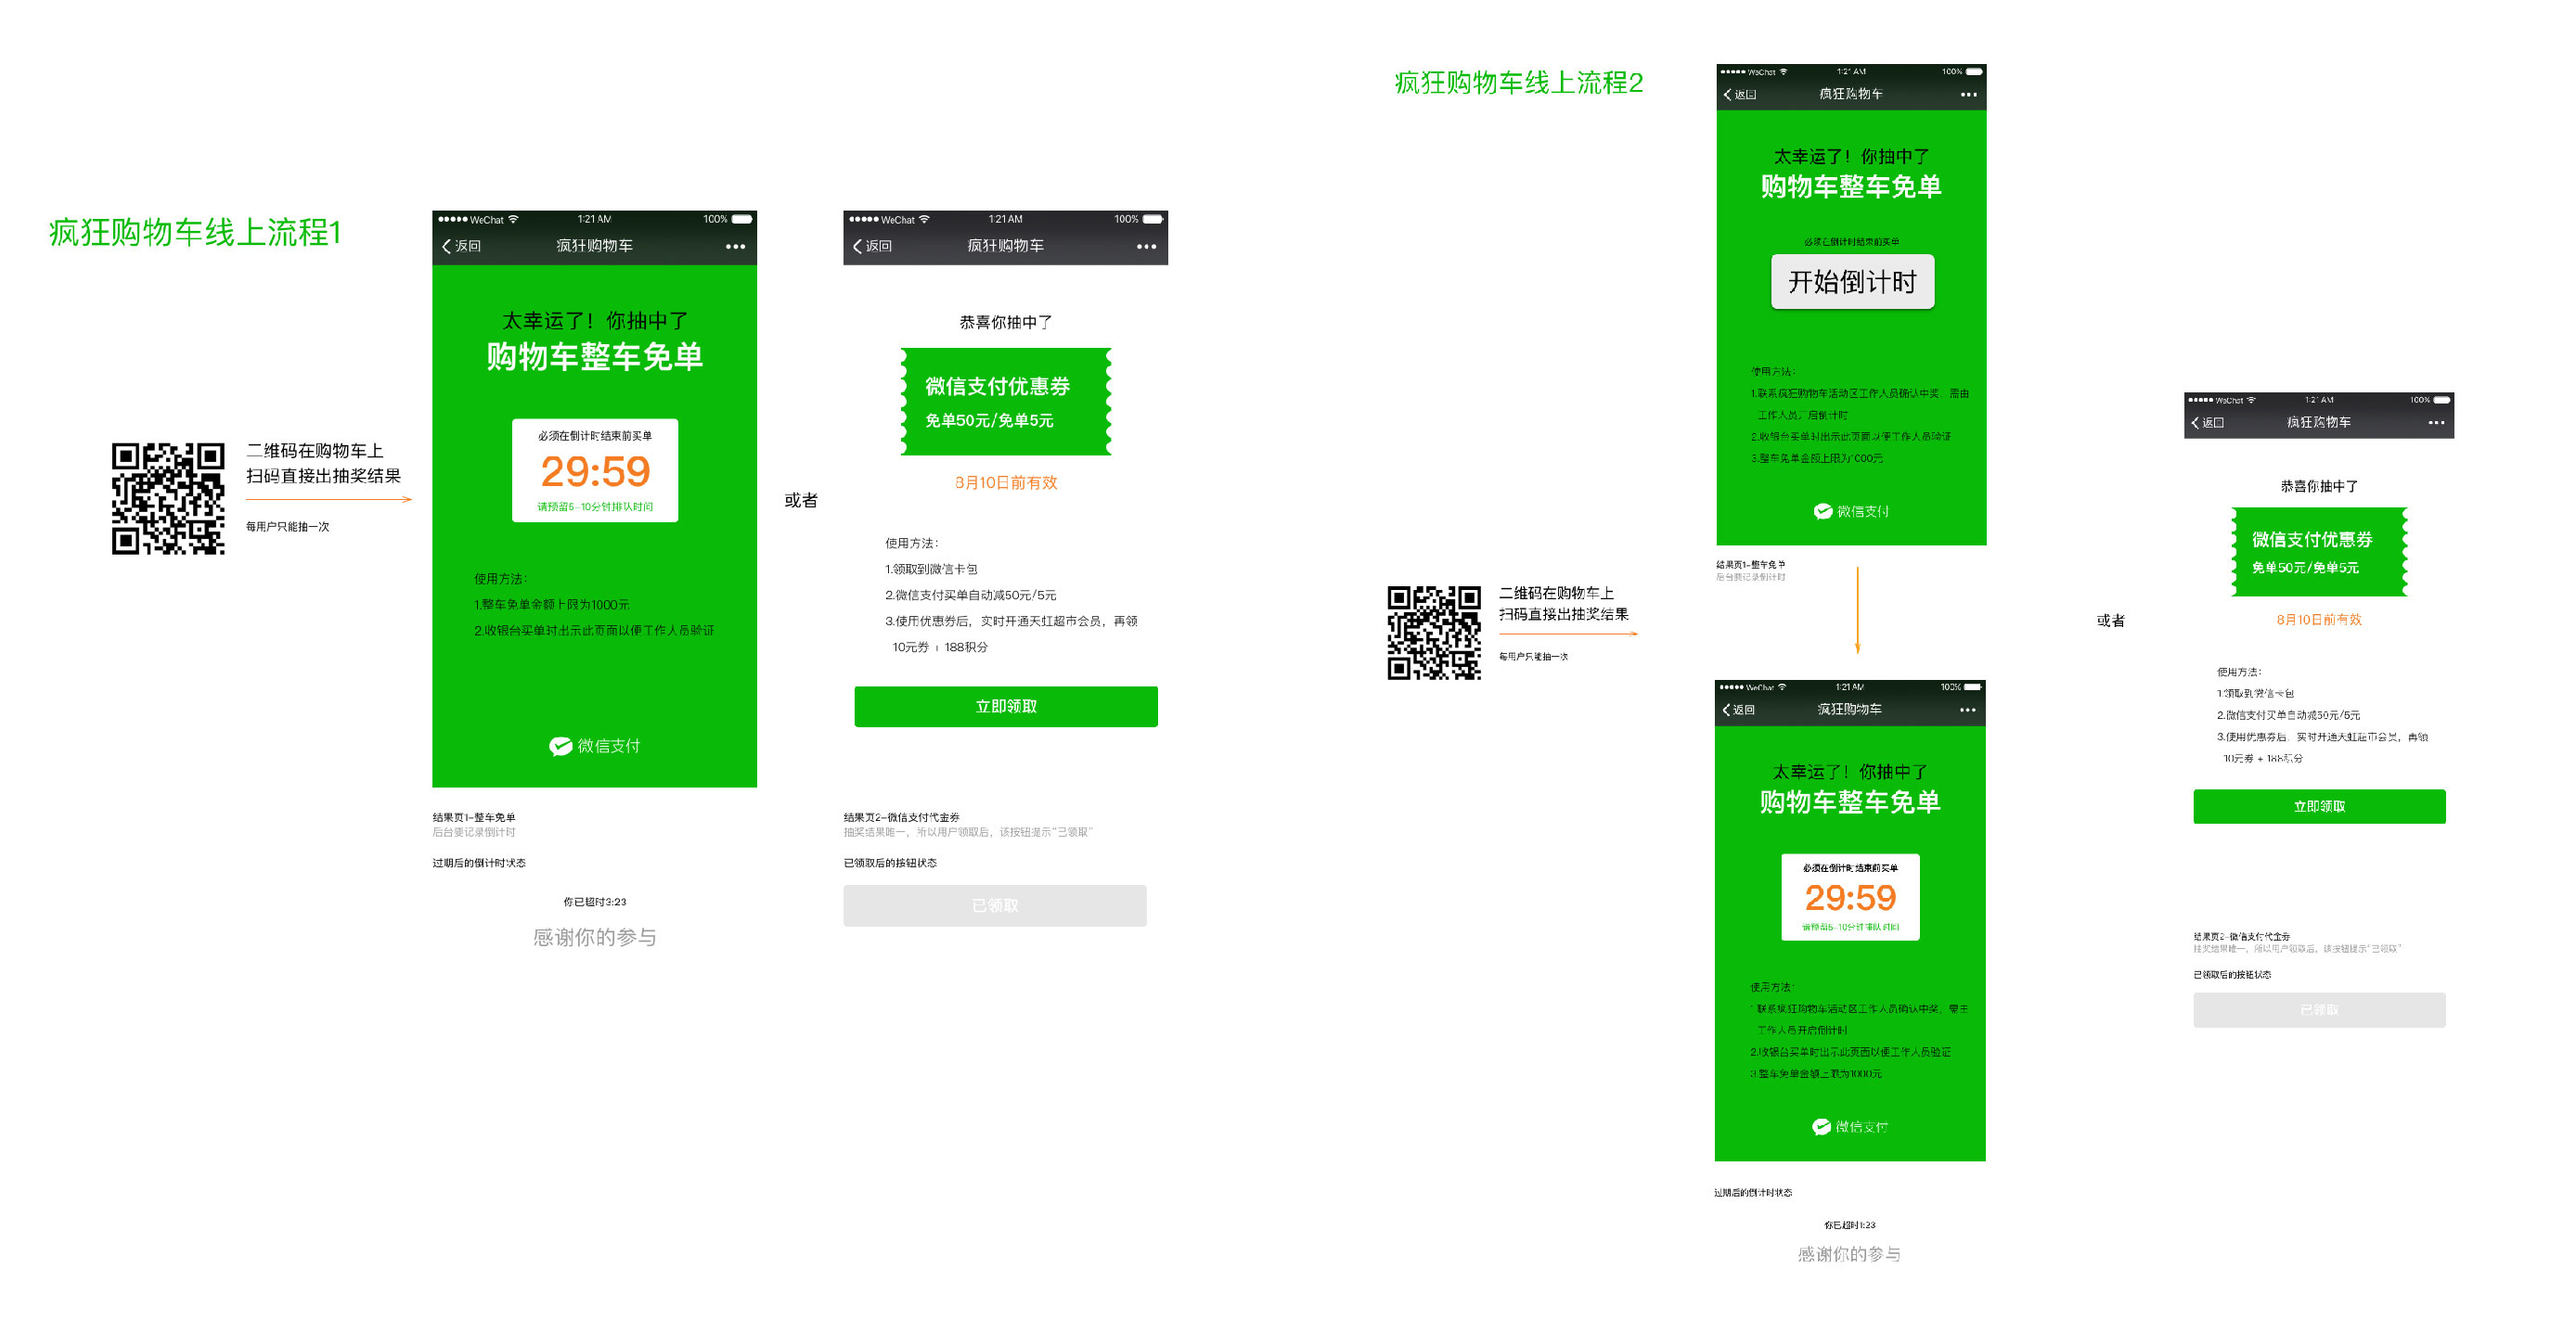 疯狂购物车线上流程1
二维码在购物车上
扫码直接出抽奖结果
每用户只能抽一次
WeChat 1:21 AM 100%
返回 疯狂购物车
太幸运了！你抽中了
购物车整车免单
必须在倒计时结束前买单
29:59
请预留5-10分钟排队时间
使用方法：
1.整车免单金额上限为1000元
2.收银台买单时出示此页面以便工作人员验证
微信支付
结果页1-整车免单
后台要记录倒计时
过期后的倒计时状态
你已超时3:23
感谢你的参与
或者
WeChat 1:21 AM 100%
返回 疯狂购物车
恭喜你抽中了
微信支付优惠券
免单50元/免单5元
8月10日前有效
使用方法：
1.领取到微信卡包
2.微信支付买单自动减50元/5元
3.使用优惠券后，实时开通天虹超市会员，再领
10元券 + 188积分
立即领取
结果页2-微信支付代金券
抽奖结果唯一，所以用户领取后，该按钮提示“已领取”
已领取后的按钮状态
已领取
疯狂购物车线上流程2
二维码在购物车上
扫码直接出抽奖结果
每用户只能抽一次
WeChat 1:21 AM 100%
返回 疯狂购物车
太幸运了！你抽中了
购物车整车免单
必须在倒计时结束前买单
开始倒计时
使用方法：
1.联系疯狂购物车活动区工作人员确认中奖，需由
工作人员开启倒计时
2.收银台买单时出示此页面以便工作人员验证
3.整车免单金额上限为1000元
微信支付
结果页1-整车免单
后台要记录倒计时
WeChat 1:21 AM 100%
返回 疯狂购物车
太幸运了！你抽中了
购物车整车免单
必须在倒计时结束前买单
29:59
请预留5-10分钟排队时间
使用方法：
1.联系疯狂购物车活动区工作人员确认中奖，需由
工作人员开启倒计时
2.收银台买单时出示此页面以便工作人员验证
3.整车免单金额上限为1000元
微信支付
过期后的倒计时状态
你已超时1:23
感谢你的参与
或者
WeChat 1:21 AM 100%
返回 疯狂购物车
恭喜你抽中了
微信支付优惠券
免单50元/免单5元
8月10日前有效
使用方法：
1.领取到微信卡包
2.微信支付买单自动减50元/5元
3.使用优惠券后，实时开通天虹超市会员，再领
10元券 + 188积分
立即领取
结果页2-微信支付代金券
抽奖结果唯一，所以用户领取后，该按钮提示“已领取”
已领取后的按钮状态
已领取